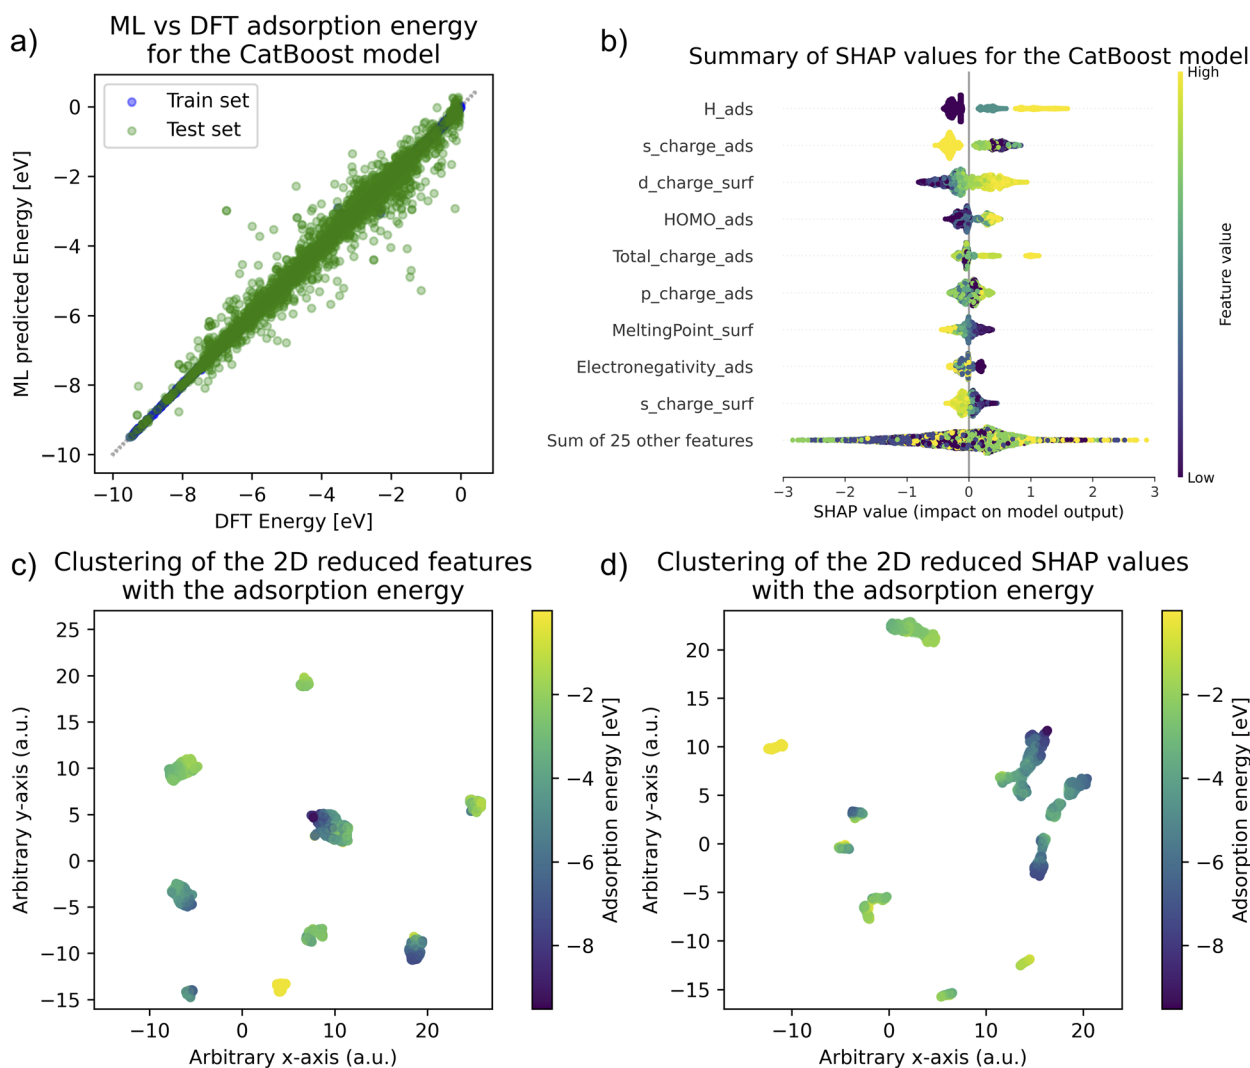 a)
ML vs DFT adsorption energy
for the CatBoost model
Train set
Test set
ML predicted Energy [eV]
0
−2
−4
−6
−8
−10
−10
−8
−6
−4
−2
0
DFT Energy [eV]
b)
Summary of SHAP values for the CatBoost model
High
H_ads
s_charge_ads
d_charge_surf
HOMO_ads
Total_charge_ads
p_charge_ads
MeltingPoint_surf
Electronegativity_ads
s_charge_surf
Sum of 25 other features
Feature value
Low
−3
−2
−1
0
1
2
3
SHAP value (impact on model output)
c)
Clustering of the 2D reduced features
with the adsorption energy
Arbitrary y-axis (a.u.)
25
20
15
10
5
0
−5
−10
−15
−10
0
10
20
Arbitrary x-axis (a.u.)
−2
−4
−6
−8
Adsorption energy [eV]
d)
Clustering of the 2D reduced SHAP values
with the adsorption energy
Arbitrary y-axis (a.u.)
20
15
10
5
0
−5
−10
−15
−10
0
10
20
Arbitrary x-axis (a.u.)
−2
−4
−6
−8
Adsorption energy [eV]